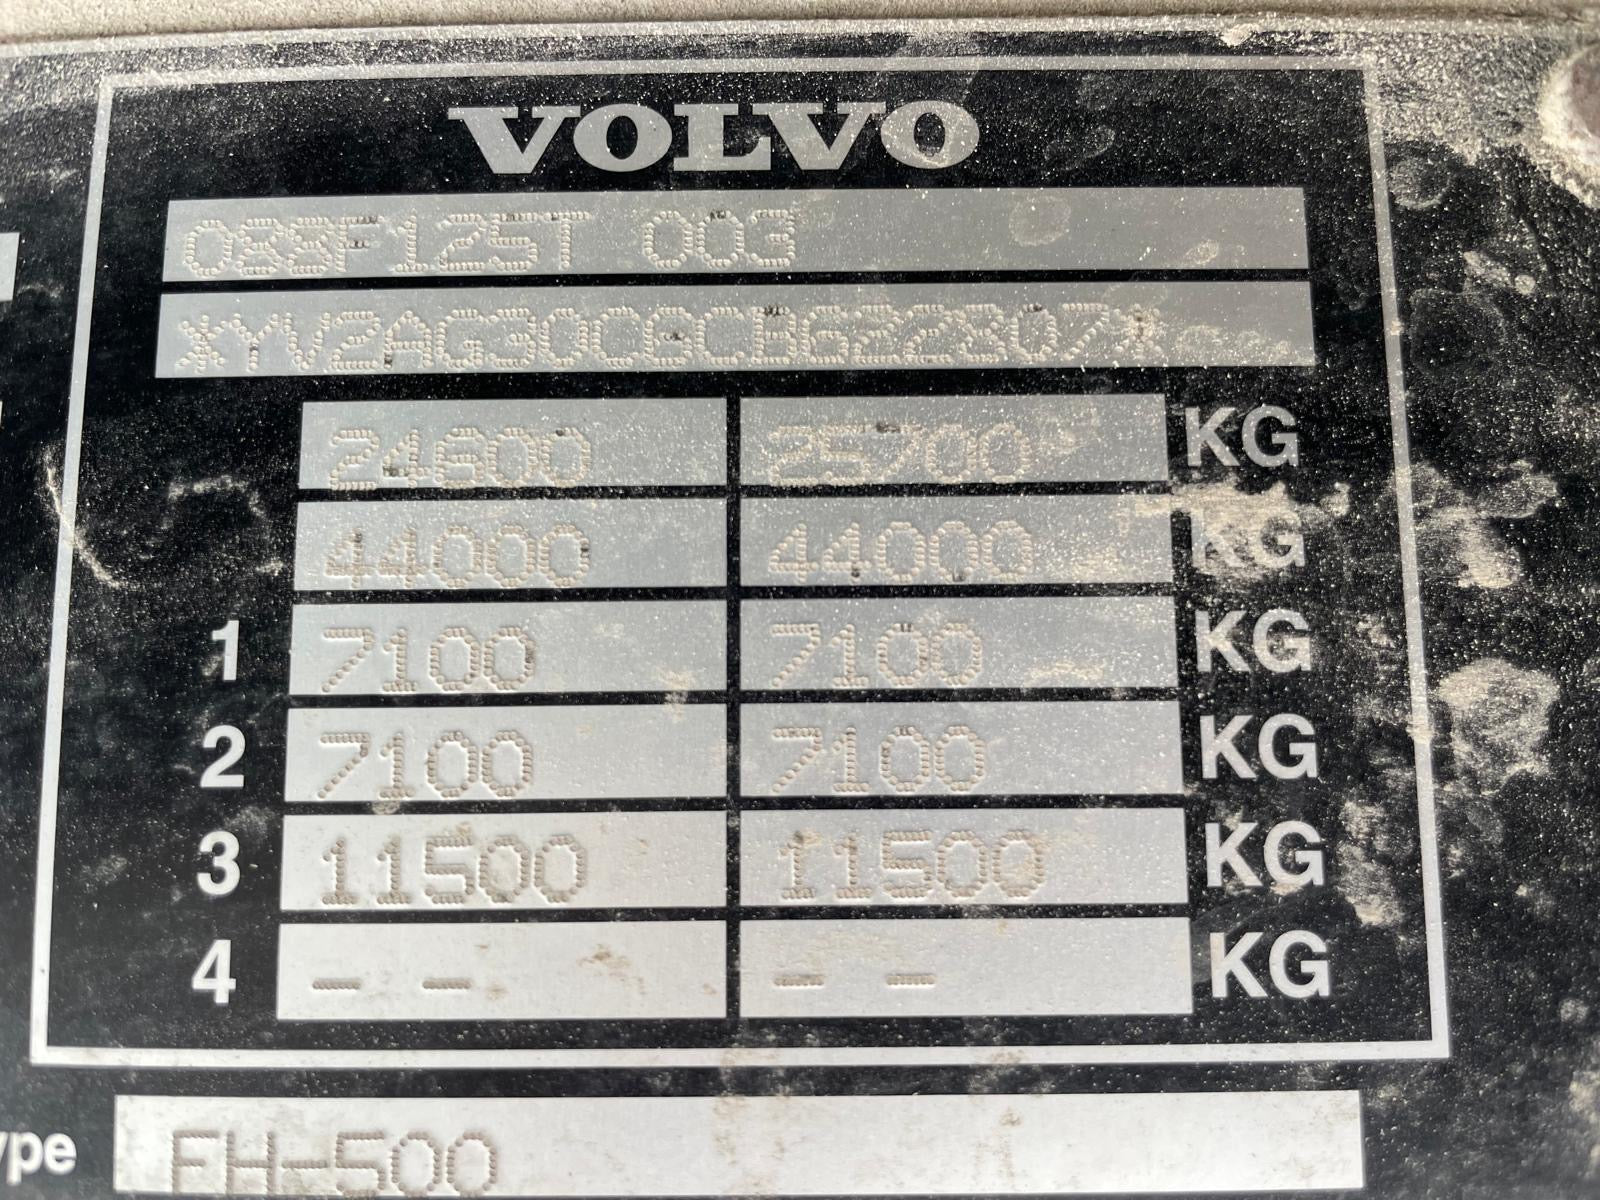 VOLVO
088F125T 003
*YV2AG30C6CB622807*
24600 25700 KG
44000 44000 KG
1 7100 7100 KG
2 7100 7100 KG
3 11500 11500 KG
4 - - - - KG
ype FH-500